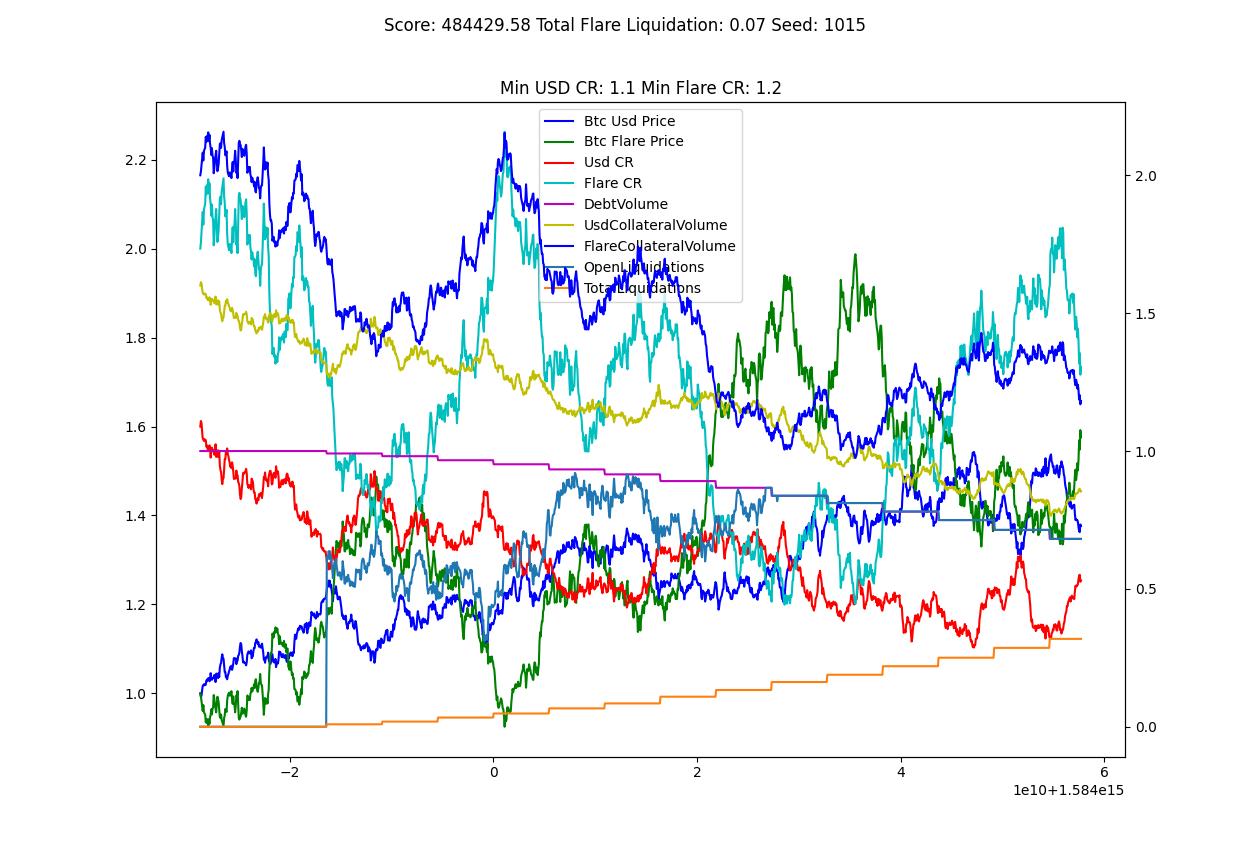 Score: 484429.58 Total Flare Liquidation: 0.07 Seed: 1015
Min USD CR: 1.1 Min Flare CR: 1.2
Btc Usd Price
Btc Flare Price
Usd CR
Flare CR
DebtVolume
UsdCollateralVolume
FlareCollateralVolume
OpenLiquidations
TotalLiquidations
2.2
2.0
1.8
1.6
1.4
1.2
1.0
2.0
1.5
1.0
0.5
0.0
−2 0 2 4 6
1e10+1.584e15